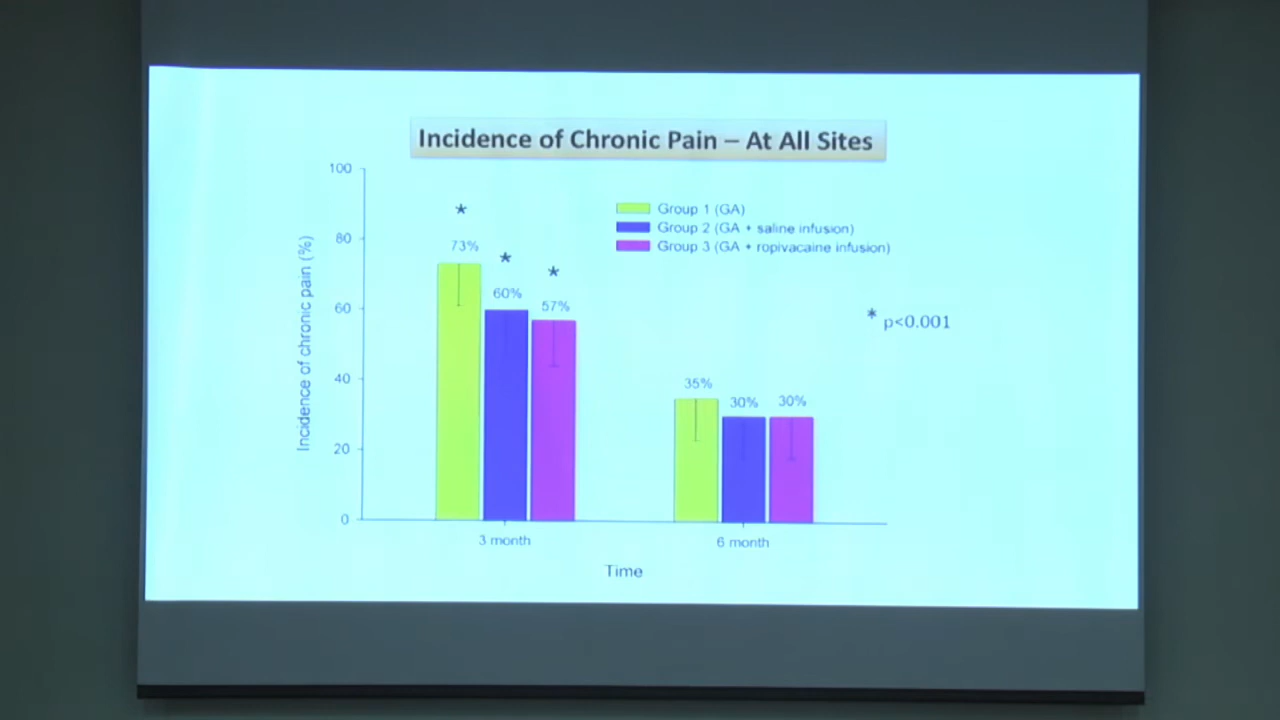 Incidence of Chronic Pain – At All Sites
100
80
60
40
20
0
Incidence of chronic pain (%)
*
73%
*
60%
*
57%
Group 1 (GA)
Group 2 (GA + saline infusion)
Group 3 (GA + ropivacaine infusion)
* p<0.001
35%
30%
30%
3 month
6 month
Time